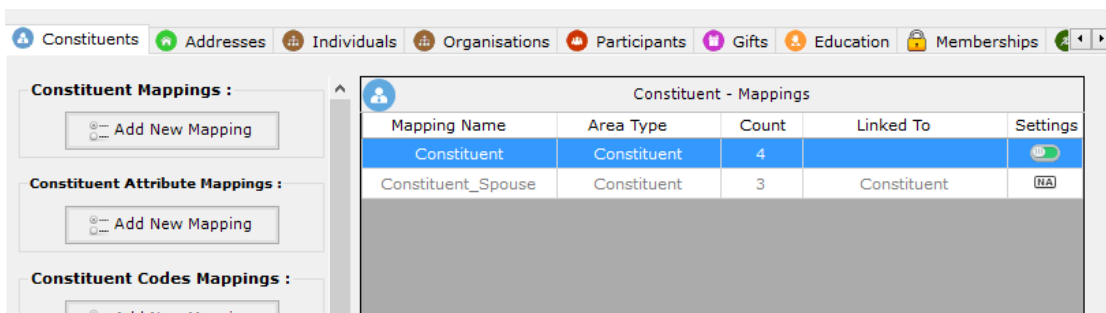 Constituents Addresses Individuals Organisations Participants Gifts Education Memberships
Constituent Mappings :
Add New Mapping
Constituent Attribute Mappings :
Add New Mapping
Constituent Codes Mappings :
Constituent - Mappings
Mapping Name Area Type Count Linked To Settings
Constituent Constituent 4
Constituent_Spouse Constituent 3 Constituent NA